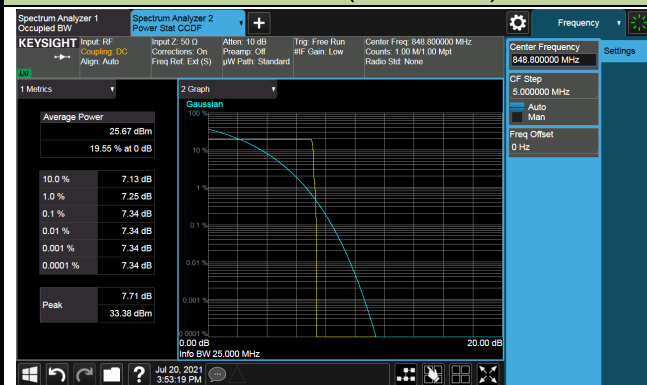 Spectrum Analyzer 1
Occupied BW
Spectrum Analyzer 2
Power Stat CCDF
+
Frequency
KEYSIGHT
Input: RF
Coupling: DC
Align: Auto
Input Z: 50 Ω
Corrections: On
Freq Ref: Ext (S)
Atten: 10 dB
Preamp: Off
µW Path: Standard
Trig: Free Run
#IF Gain: Low
Center Freq: 848.800000 MHz
Counts: 1.00 M/1.00 Mpt
Radio Std: None
LXI
Center Frequency
848.800000 MHz
Settings
CF Step
5.000000 MHz
Auto
Man
Freq Offset
0 Hz
1 Metrics
Average Power
25.67 dBm
19.55 % at 0 dB
10.0 % 7.13 dB
1.0 % 7.25 dB
0.1 % 7.34 dB
0.01 % 7.34 dB
0.001 % 7.34 dB
0.0001 % 7.34 dB
Peak
7.71 dB
33.38 dBm
2 Graph
Gaussian
100 %
10 %
1 %
0.1 %
0.01 %
0.001 %
0.0001 %
0.00 dB 20.00 dB
Info BW 25.000 MHz
?
Jul 20, 2021
3:53:19 PM